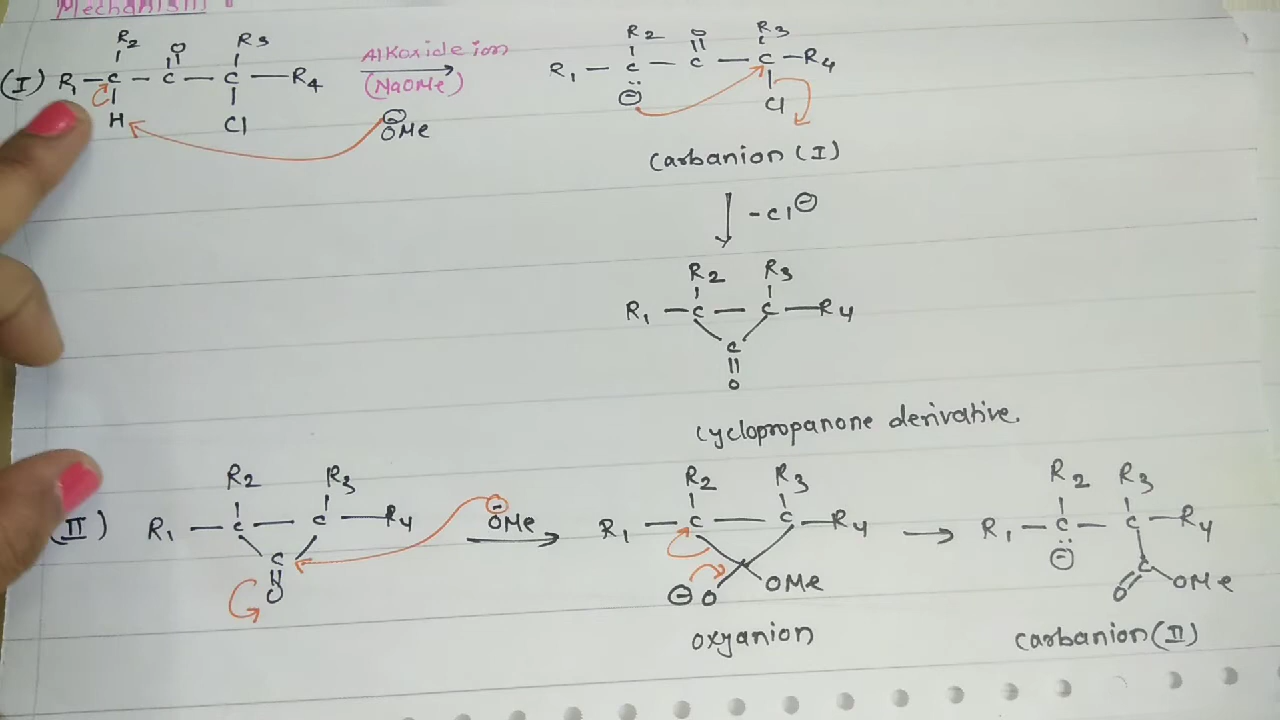 Mechanism
R2 O R3
(I) R1 – C – C – C – R4
H Cl
Alkoxide ion
(NaOMe)
⊖
OMe
R2 O R3
R1 – C – C – C – R4
⊖ Cl
Carbanion (I)
- Cl⊖
R2 R3
R1 – C – C – R4
C
O
Cyclopropanone derivative.
R2 R3
(II) R1 – C – C – R4
C
O
⊖
OMe
R2 R3
R1 – C – C – R4
⊖ O OMe
oxyanion
R2 R3
R1 – C – C – R4
⊖ C
O OMe
Carbanion (II)